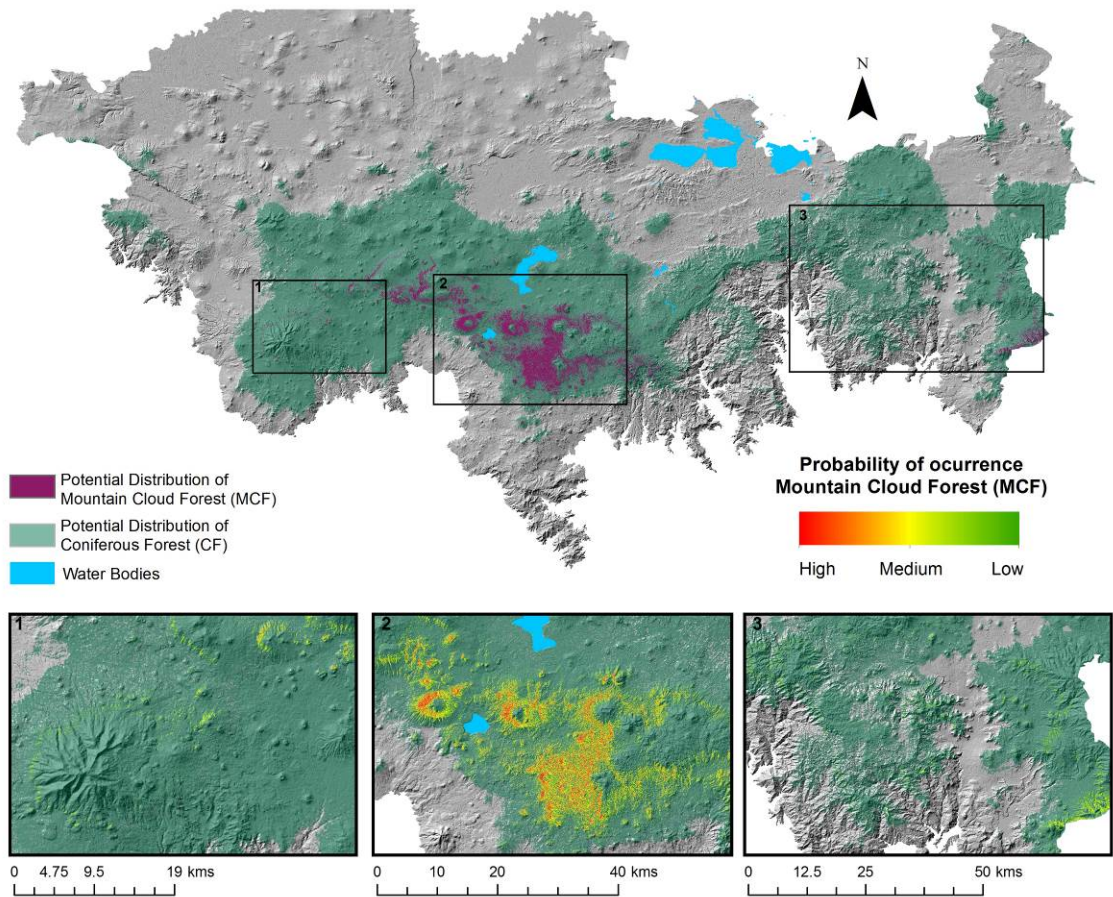 N
1
2
3
Potential Distribution of
Mountain Cloud Forest (MCF)
Potential Distribution of
Coniferous Forest (CF)
Water Bodies
Probability of ocurrence
Mountain Cloud Forest (MCF)
High Medium Low
1
2
3
0 4.75 9.5 19 kms
0 10 20 40 kms
0 12.5 25 50 kms